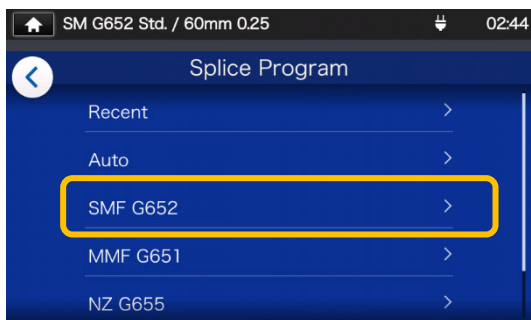 SM G652 Std. / 60mm 0.25 02:44
Splice Program
Recent
Auto
SMF G652
MMF G651
NZ G655